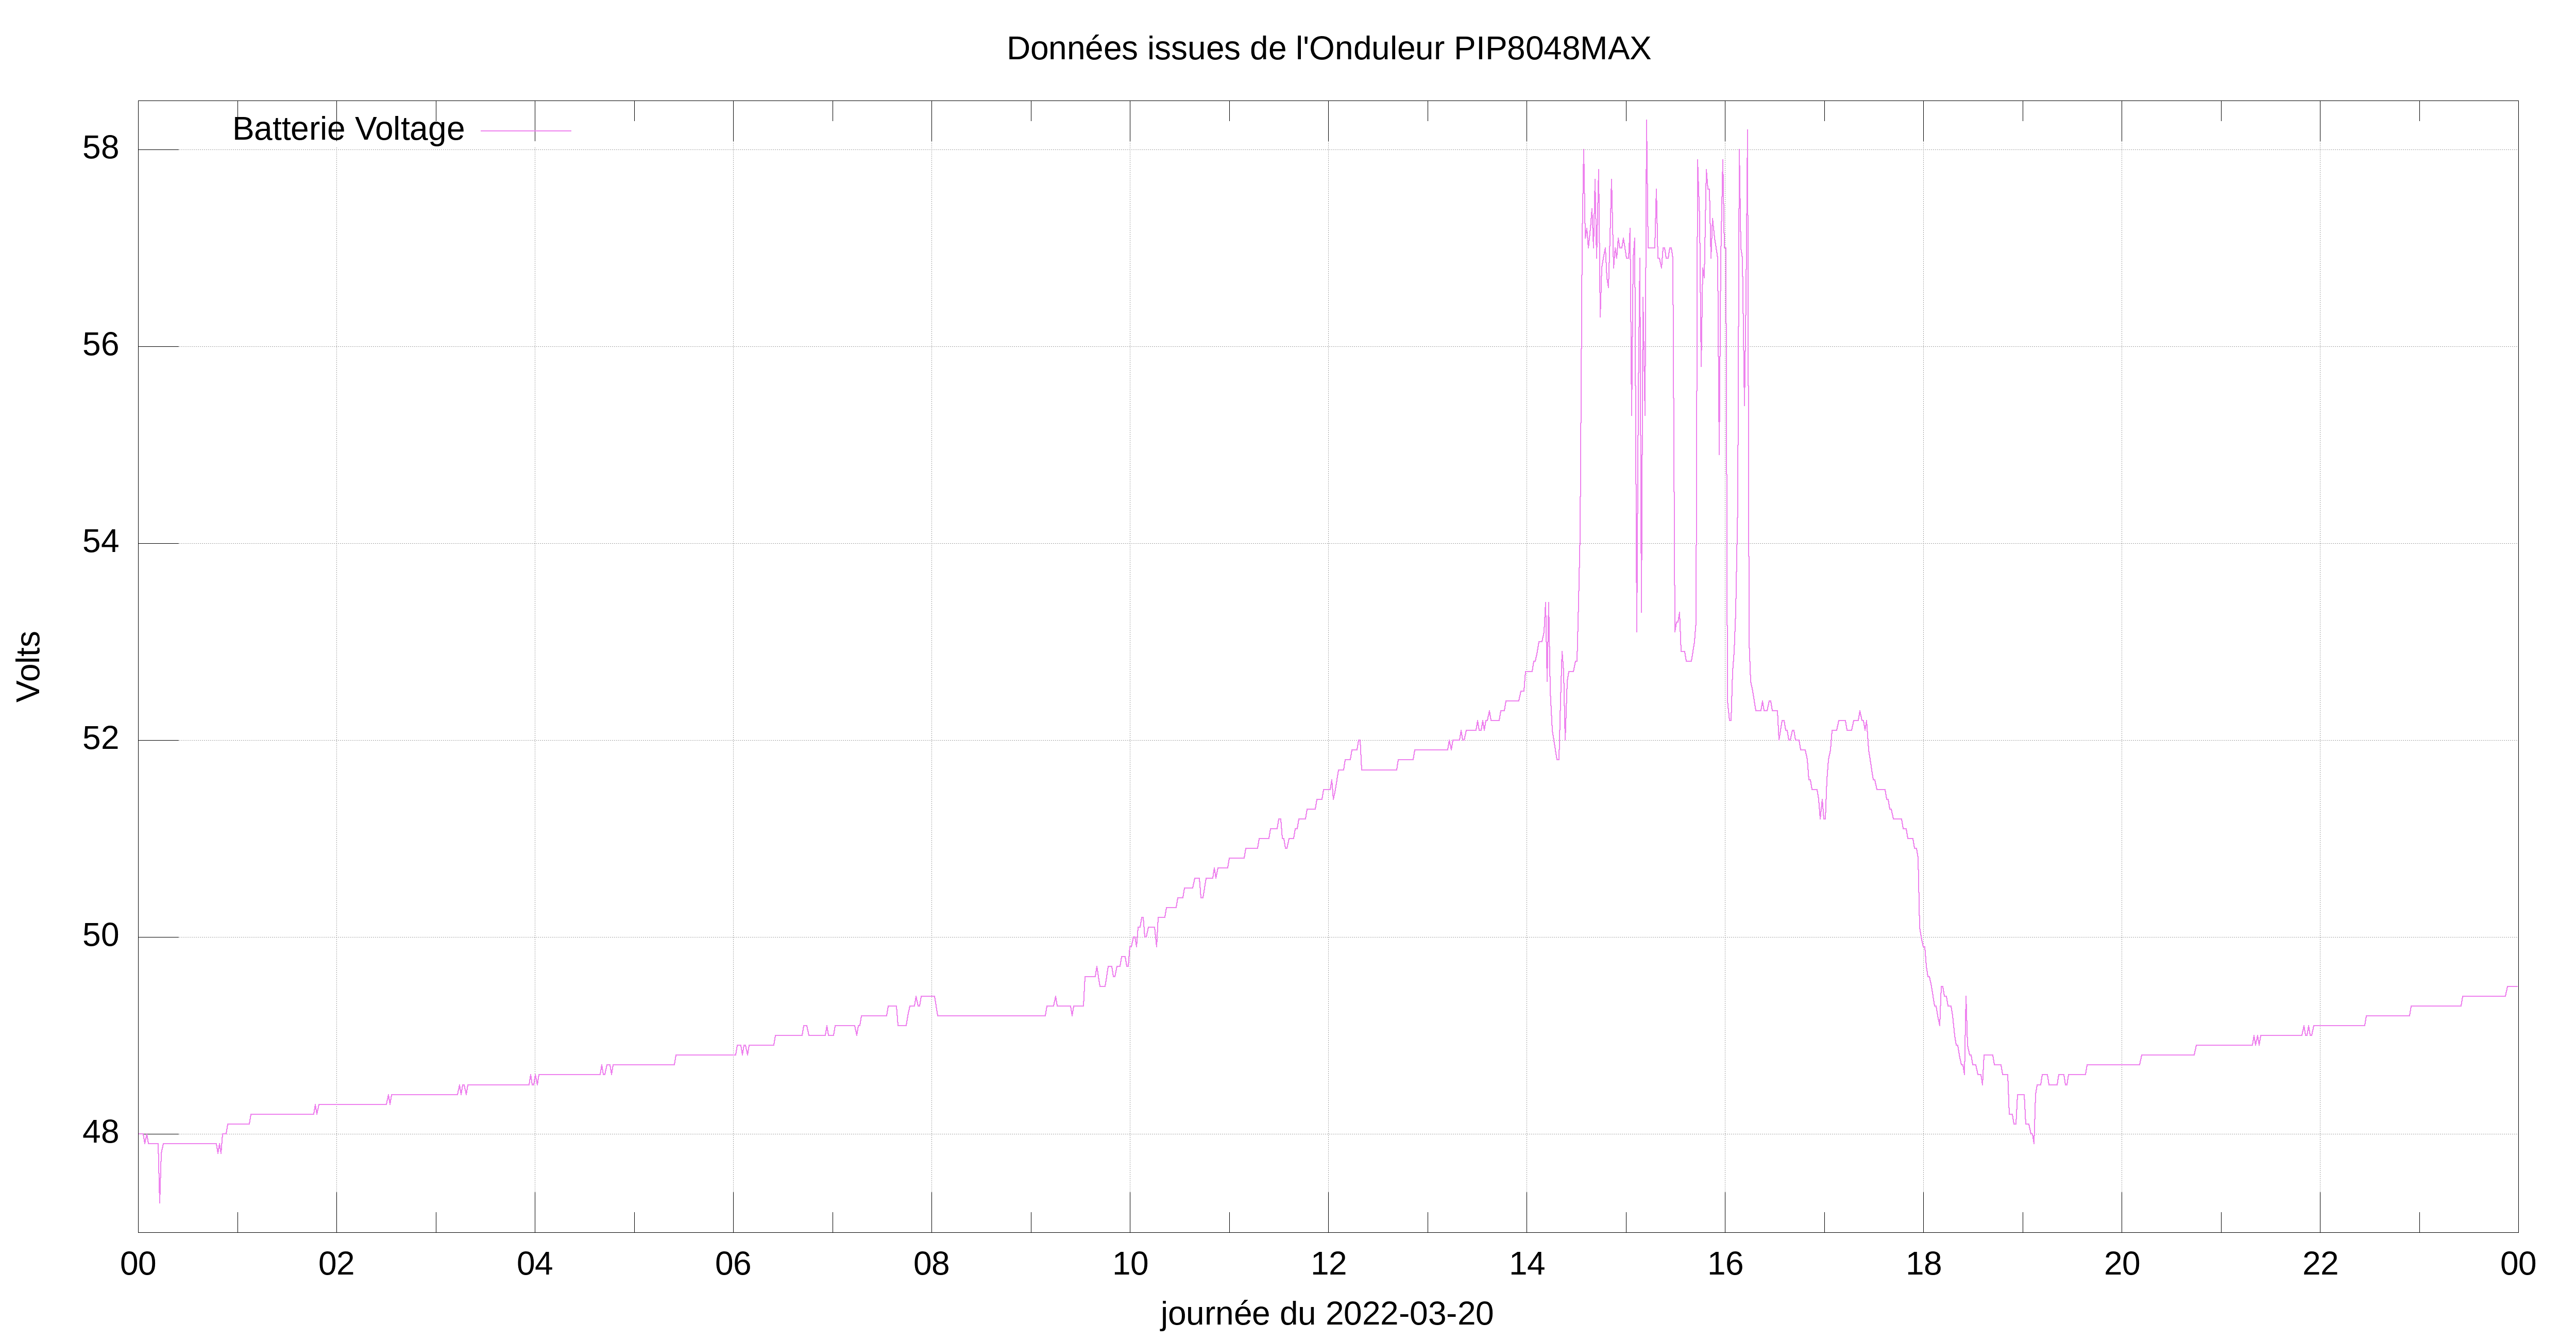 Données issues de l'Onduleur PIP8048MAX
Batterie Voltage
58
56
54
52
50
48
Volts
00 02 04 06 08 10 12 14 16 18 20 22 00
journée du 2022-03-20